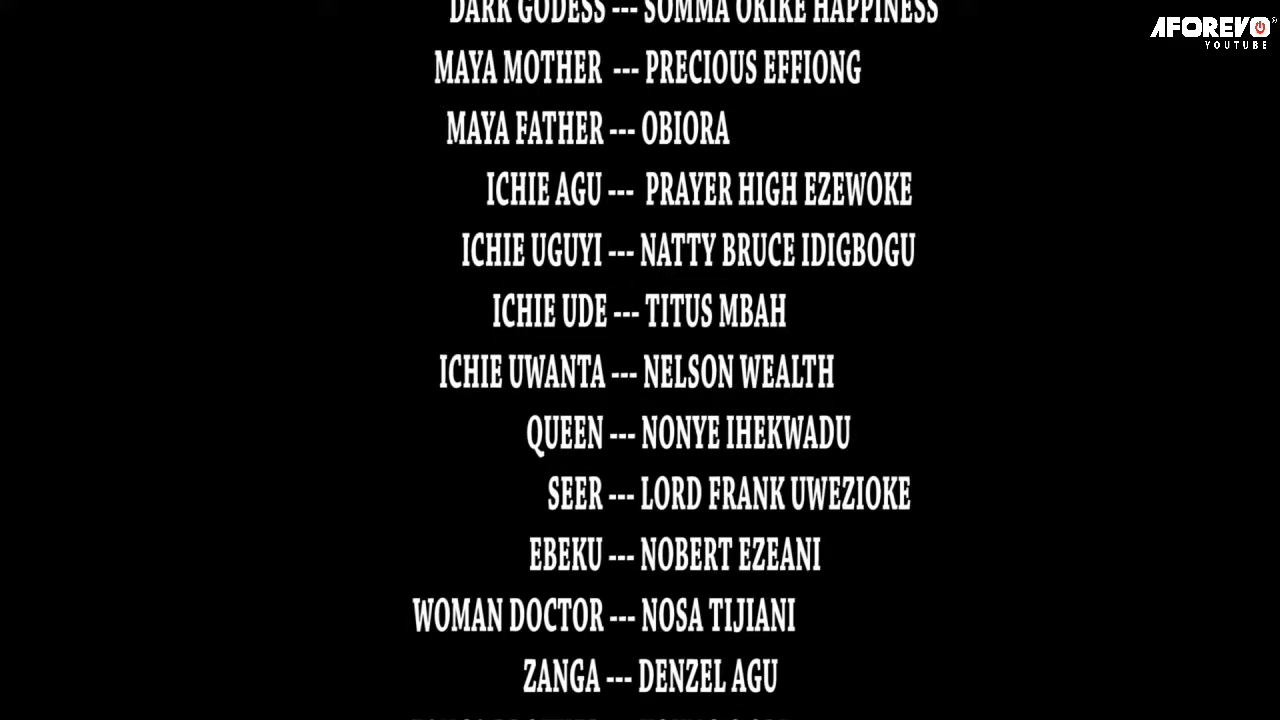 DARK GODESS --- SOMMA OKIKE HAPPINESS
AFOREVO
YOUTUBE
MAYA MOTHER --- PRECIOUS EFFIONG
MAYA FATHER --- OBIORA
ICHIE AGU --- PRAYER HIGH EZEWOKE
ICHIE UGUYI --- NATTY BRUCE IDIGBOGU
ICHIE UDE --- TITUS MBAH
ICHIE UWANTA --- NELSON WEALTH
QUEEN --- NONYE IHEKWADU
SEER --- LORD FRANK UWEZIOKE
EBEKU --- NOBERT EZEANI
WOMAN DOCTOR --- NOSA TIJIANI
ZANGA --- DENZEL AGU